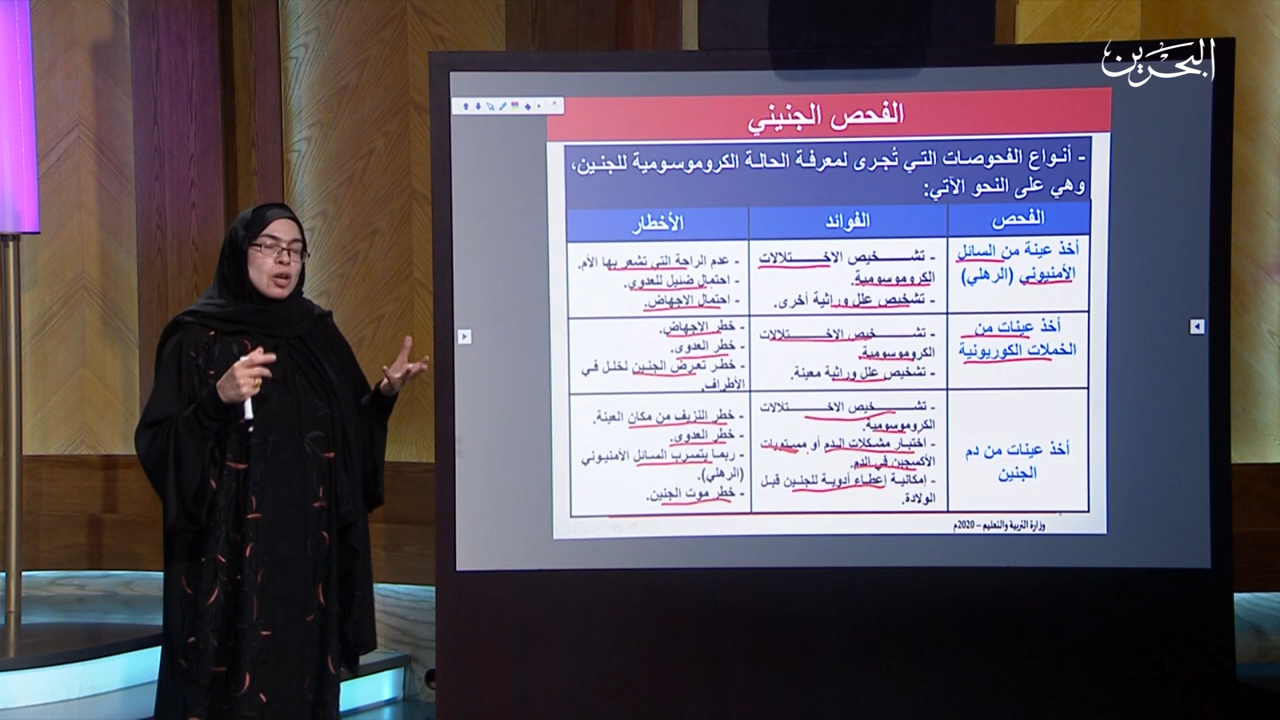 البحرين
الفحص الجنيني
- أنواع الفحوصات التي تُجرى لمعرفة الحالة الكروموسومية للجنين،
وهي على النحو الآتي:
الفحص
الفوائد
الأخطار
أخذ عينة من السائل
الأمنيوني (الرهلي)
- تشخيص الاختلالات
الكروموسومية.
- تشخيص علل وراثية أخرى.
- عدم الراحة التي تشعر بها الأم.
- احتمال ضئيل للعدوي.
- احتمال الاجهاض.
أخذ عينات من
الخملات الكوريونية
- تشخيص الاختلالات
الكروموسومية.
- تشخيص علل وراثية معينة.
- خطر الاجهاض.
- خطر العدوى.
- خطر تعرض الجنين لخلل في
الأطراف.
أخذ عينات من دم
الجنين
- تشخيص الاختلالات
الكروموسومية.
- اختبار مشكلات الدم أو مستويات
الأكسجين في الدم.
- إمكانية إعطاء أدوية للجنين قبل
الولادة.
- خطر النزيف من مكان العينة.
- خطر العدوى.
- ربما يتسرب السائل الأمنيوني
(الرهلي).
- خطر موت الجنين.
وزارة التربية والتعليم – 2020م